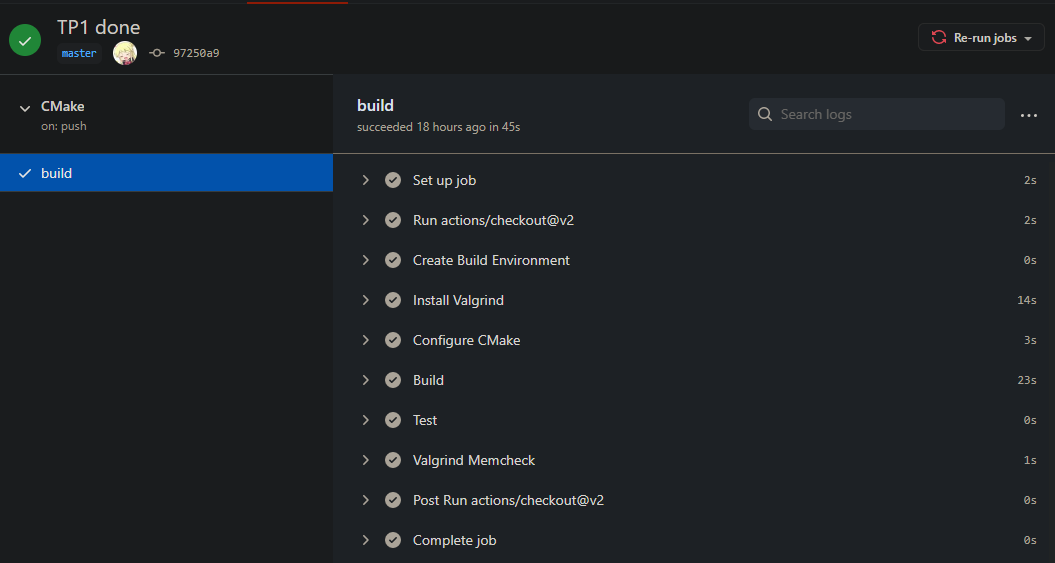 TP1 done
master 97250a9
Re-run jobs
CMake
on: push
build
build
succeeded 18 hours ago in 45s
Search logs
Set up job 2s
Run actions/checkout@v2 2s
Create Build Environment 0s
Install Valgrind 14s
Configure CMake 3s
Build 23s
Test 0s
Valgrind Memcheck 1s
Post Run actions/checkout@v2 0s
Complete job 0s